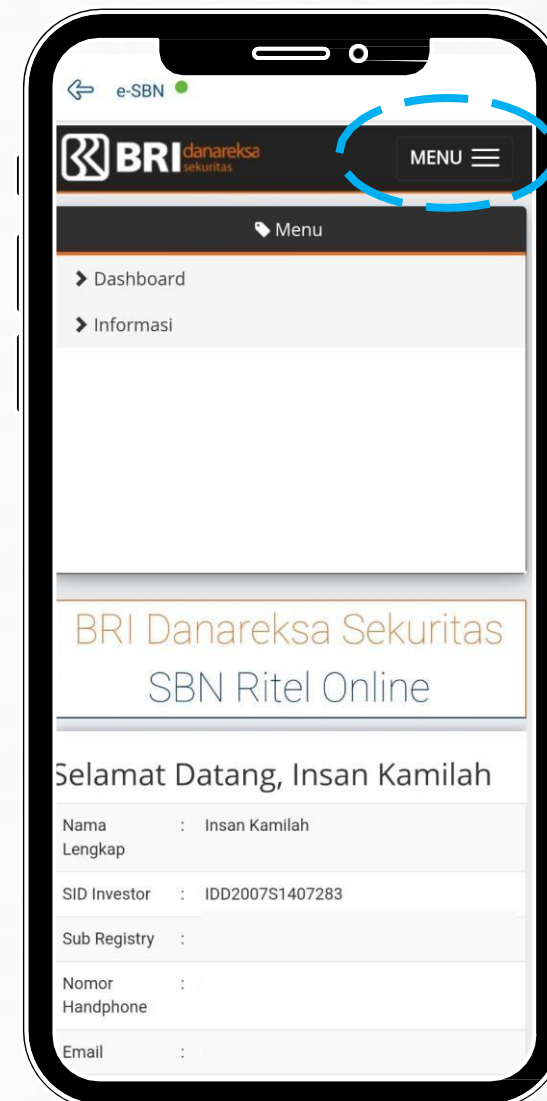 e-SBN
BRI danareksa sekuritas
MENU
Menu
Dashboard
Informasi
BRI Danareksa Sekuritas
SBN Ritel Online
Selamat Datang, Insan Kamilah
Nama Lengkap : Insan Kamilah
SID Investor : IDD2007S1407283
Sub Registry :
Nomor Handphone :
Email :